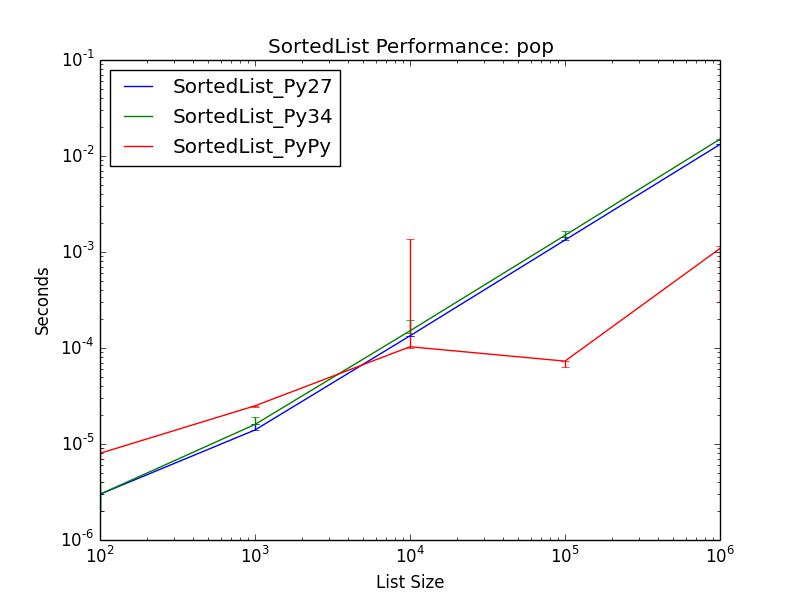 SortedList Performance: pop
SortedList_Py27
SortedList_Py34
SortedList_PyPy
10^-1
10^-2
10^-3
10^-4
10^-5
10^-6
Seconds
10^2 10^3 10^4 10^5 10^6
List Size